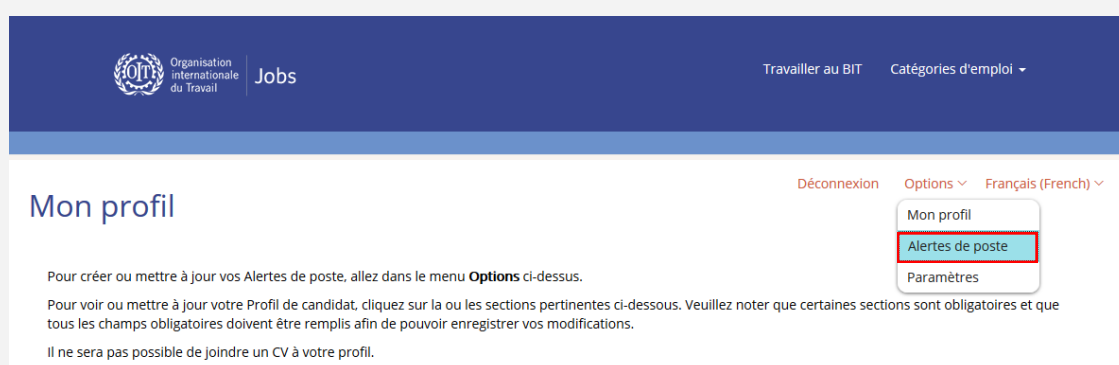 OIT
Organisation
internationale
du Travail
Jobs
Travailler au BIT
Catégories d'emploi
Déconnexion
Options
Français (French)
Mon profil
Mon profil
Alertes de poste
Paramètres
Pour créer ou mettre à jour vos Alertes de poste, allez dans le menu Options ci-dessus.
Pour voir ou mettre à jour votre Profil de candidat, cliquez sur la ou les sections pertinentes ci-dessous. Veuillez noter que certaines sections sont obligatoires et que
tous les champs obligatoires doivent être remplis afin de pouvoir enregistrer vos modifications.
Il ne sera pas possible de joindre un CV à votre profil.